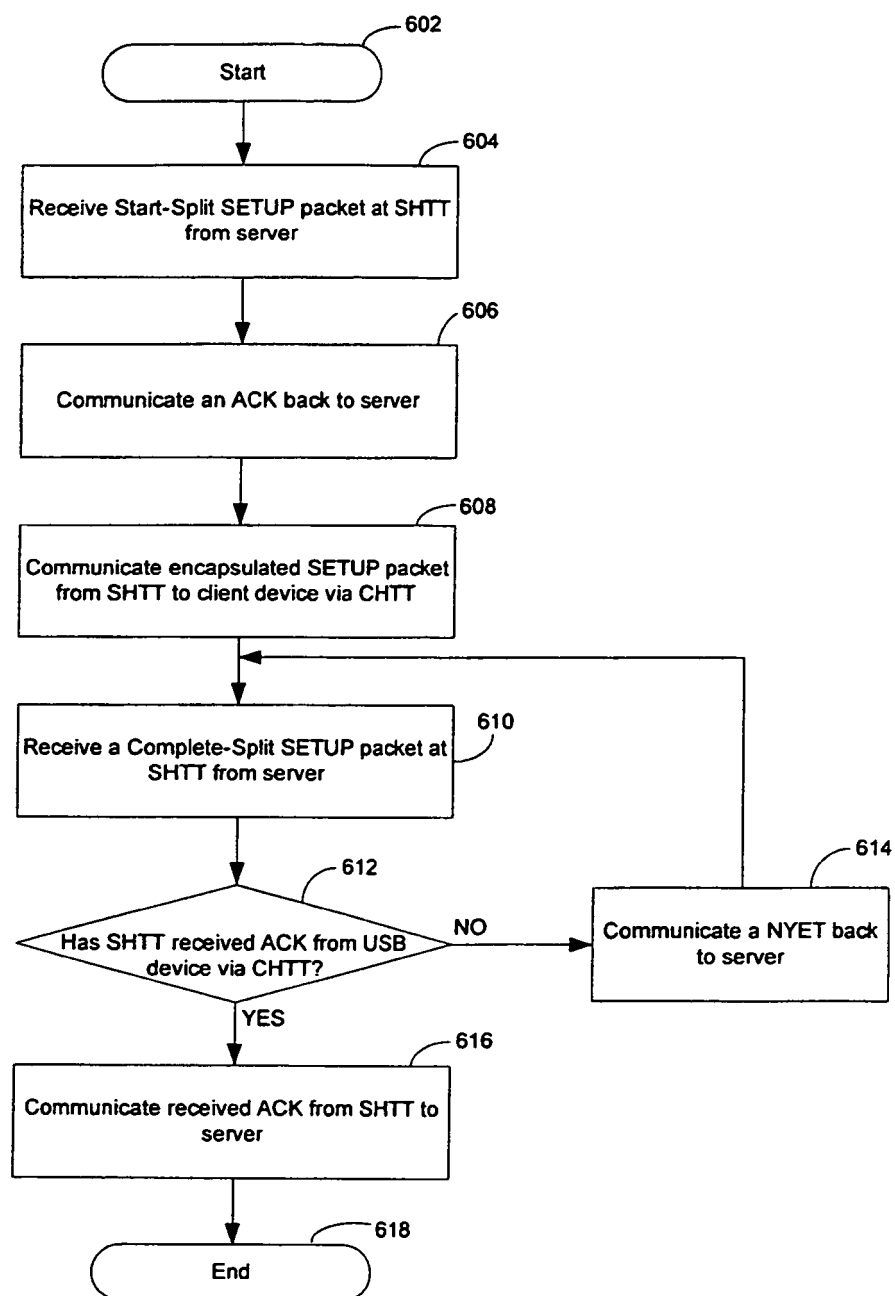 602
Start
604
Receive Start-Split SETUP packet at SHTT
from server
606
Communicate an ACK back to server
608
Communicate encapsulated SETUP packet
from SHTT to client device via CHTT
Receive a Complete-Split SETUP packet at
SHTT from server
610
612
Has SHTT received ACK from USB
device via CHTT?
NO
614
Communicate a NYET back
to server
YES
616
Communicate received ACK from SHTT to
server
618
End